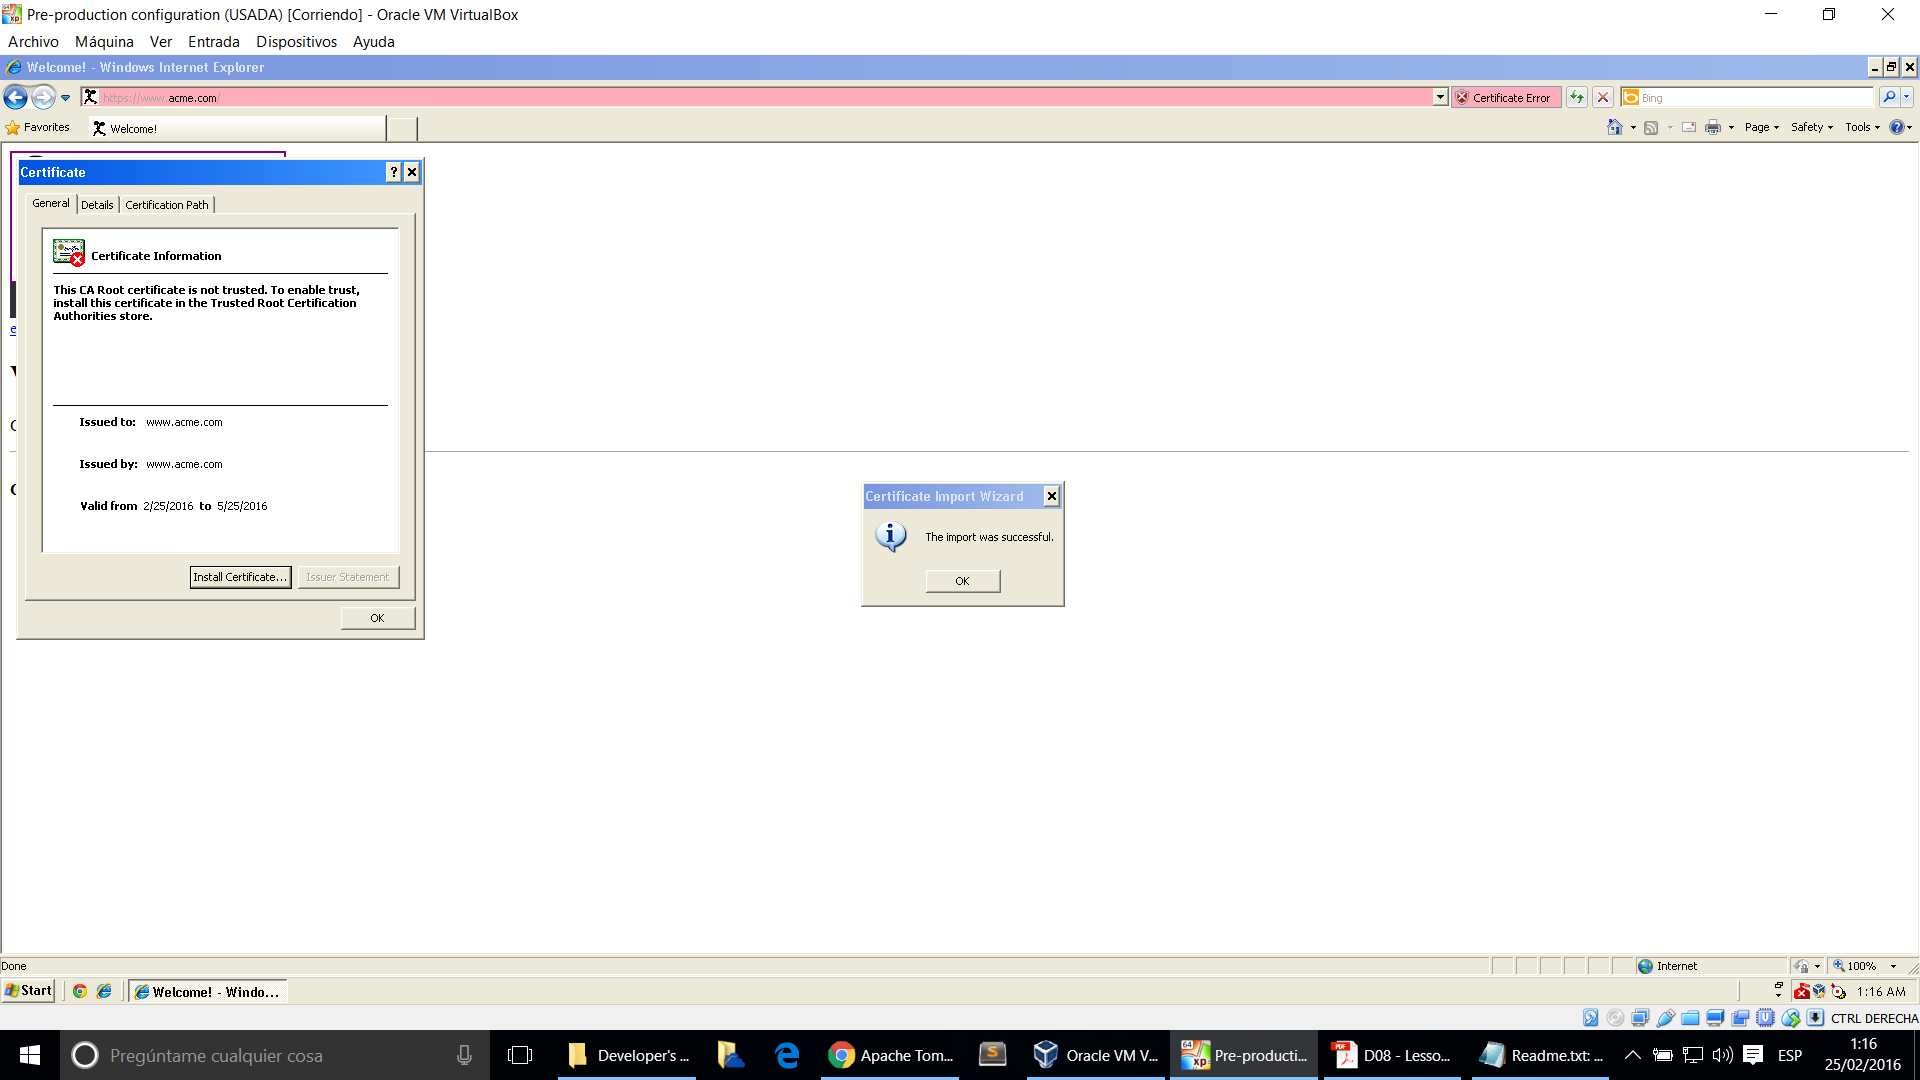 Pre-production configuration (USADA) [Corriendo] - Oracle VM VirtualBox
Archivo Máquina Ver Entrada Dispositivos Ayuda
Welcome! - Windows Internet Explorer
https://www.acme.com/
Certificate Error
Bing
Favorites
Welcome!
Page Safety Tools
Certificate
General Details Certification Path
Certificate Information
This CA Root certificate is not trusted. To enable trust,
install this certificate in the Trusted Root Certification
Authorities store.
Issued to: www.acme.com
Issued by: www.acme.com
Valid from 2/25/2016 to 5/25/2016
Install Certificate... Issuer Statement
OK
Certificate Import Wizard
The import was successful.
OK
Done
Internet
100%
Start
Welcome! - Windo...
1:16 AM
CTRL DERECHA
Pregúntame cualquier cosa
Developer's ...
Apache Tom...
Oracle VM V...
Pre-producti...
D08 - Lesso...
Readme.txt: ...
ESP
1:16
25/02/2016